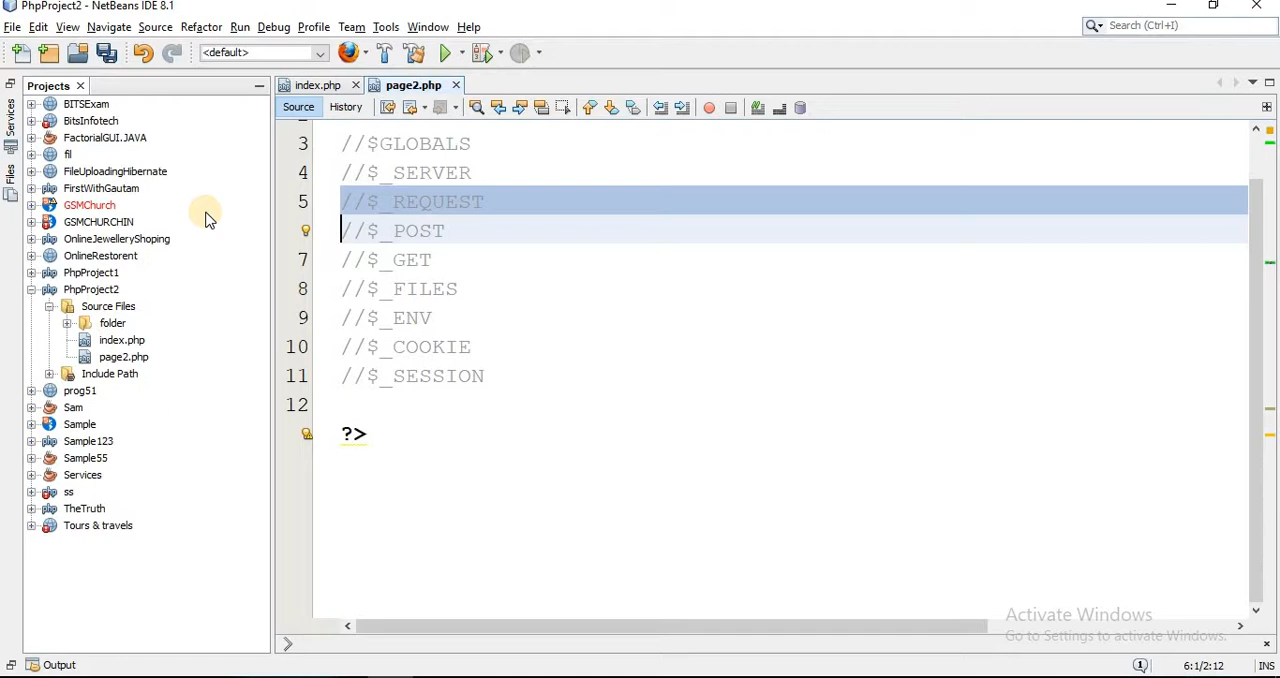 PhpProject2 - NetBeans IDE 8.1
File Edit View Navigate Source Refactor Run Debug Profile Team Tools Window Help
Search (Ctrl+I)
<default>
Projects
index.php
page2.php
Services
Files
Source
History
BITSExam
BitsInfotech
FactorialGUI.JAVA
fil
FileUploadingHibernate
FirstWithGautam
GSMChurch
GSMCHURCHIN
OnlineJewelleryShoping
OnlineRestorent
PhpProject1
PhpProject2
Source Files
folder
index.php
page2.php
Include Path
prog51
Sam
Sample
Sample123
Sample55
Services
ss
TheTruth
Tours & travels
3 //$GLOBALS
4 //$_SERVER
5 //$_REQUEST
//$_POST
7 //$_GET
8 //$_FILES
9 //$_ENV
10 //$_COOKIE
11 //$_SESSION
12
?>
Activate Windows
Go to Settings to activate Windows.
Output
1
6:1/2:12
INS